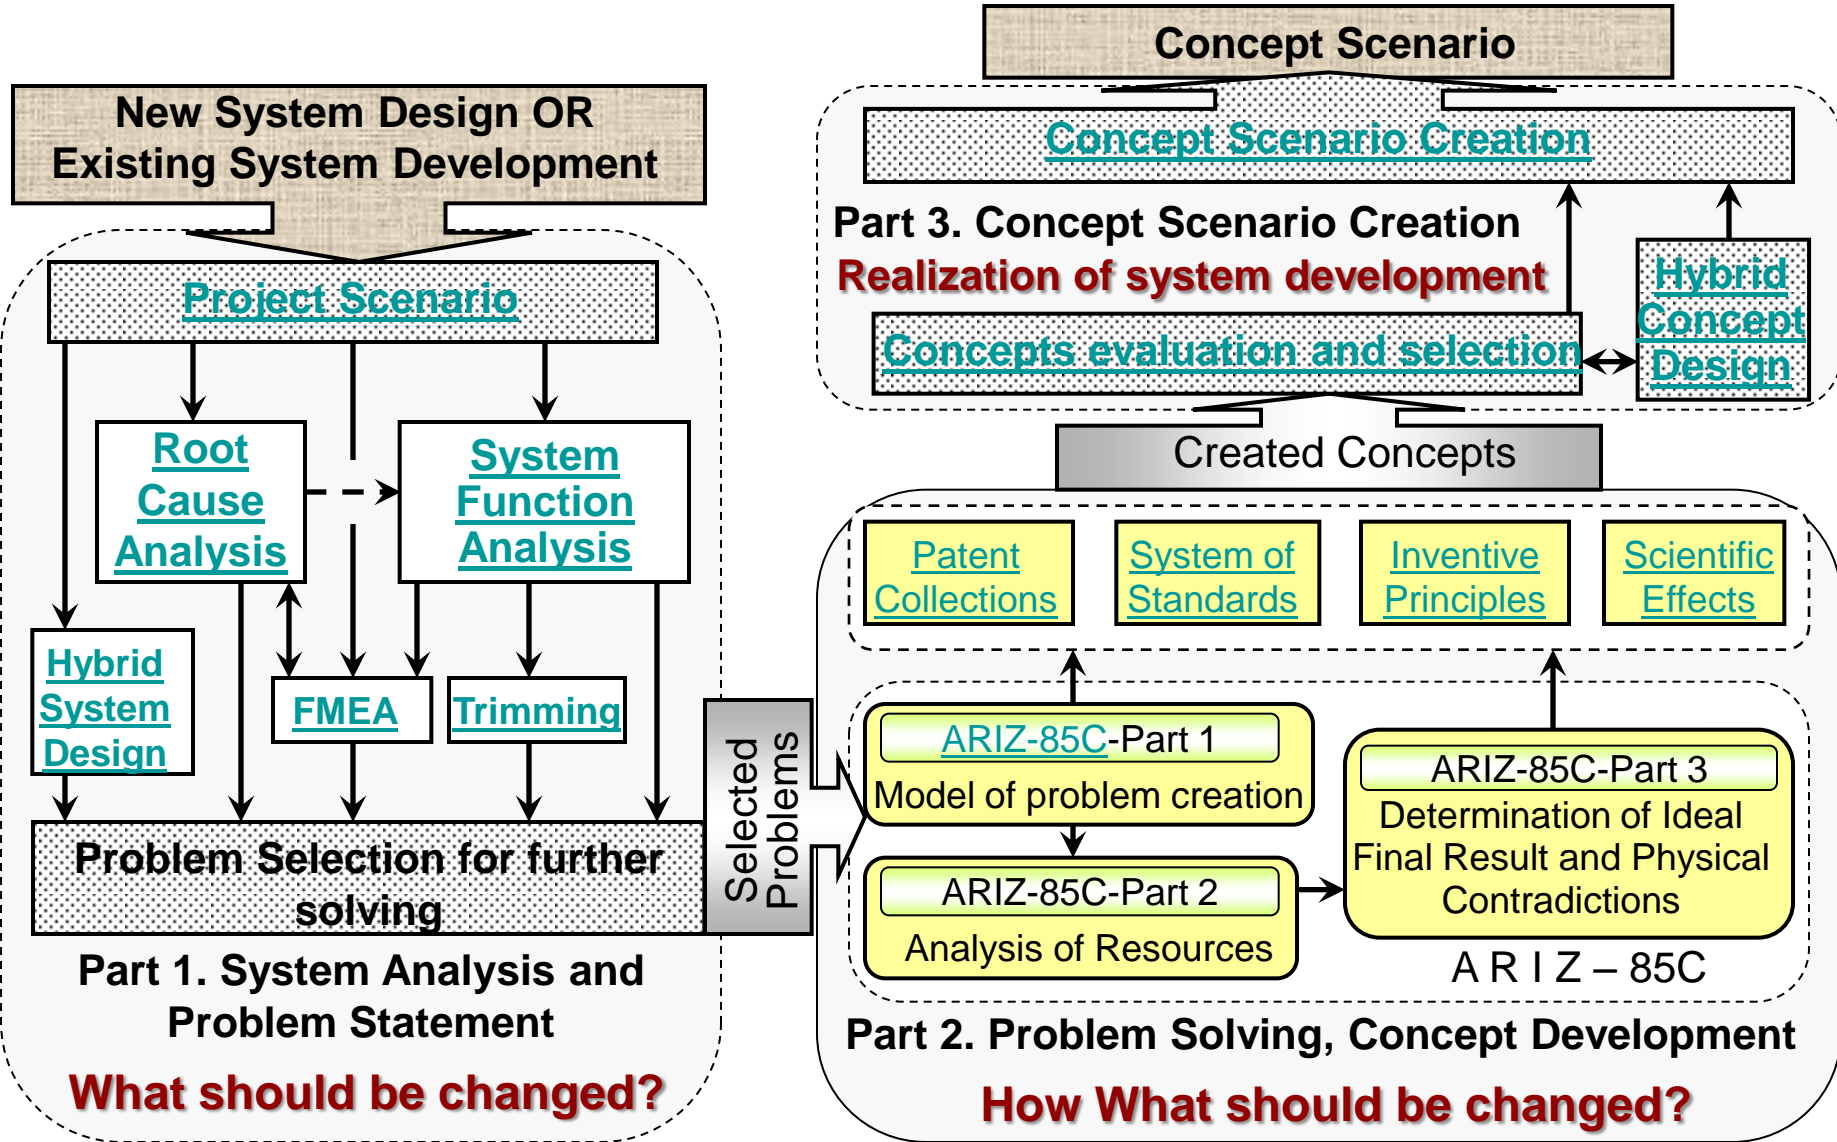 New System Design OR
Existing System Development
Project Scenario
Root
Cause
Analysis
System
Function
Analysis
Hybrid
System
Design
FMEA
Trimming
Problem Selection for further
solving
Part 1. System Analysis and
Problem Statement
What should be changed?
Selected
Problems
Concept Scenario
Concept Scenario Creation
Part 3. Concept Scenario Creation
Realization of system development
Hybrid
Concept
Design
Concepts evaluation and selection
Created Concepts
Patent
Collections
System of
Standards
Inventive
Principles
Scientific
Effects
ARIZ-85C-Part 1
Model of problem creation
ARIZ-85C-Part 2
Analysis of Resources
ARIZ-85C-Part 3
Determination of Ideal
Final Result and Physical
Contradictions
A R I Z – 85C
Part 2. Problem Solving, Concept Development
How What should be changed?